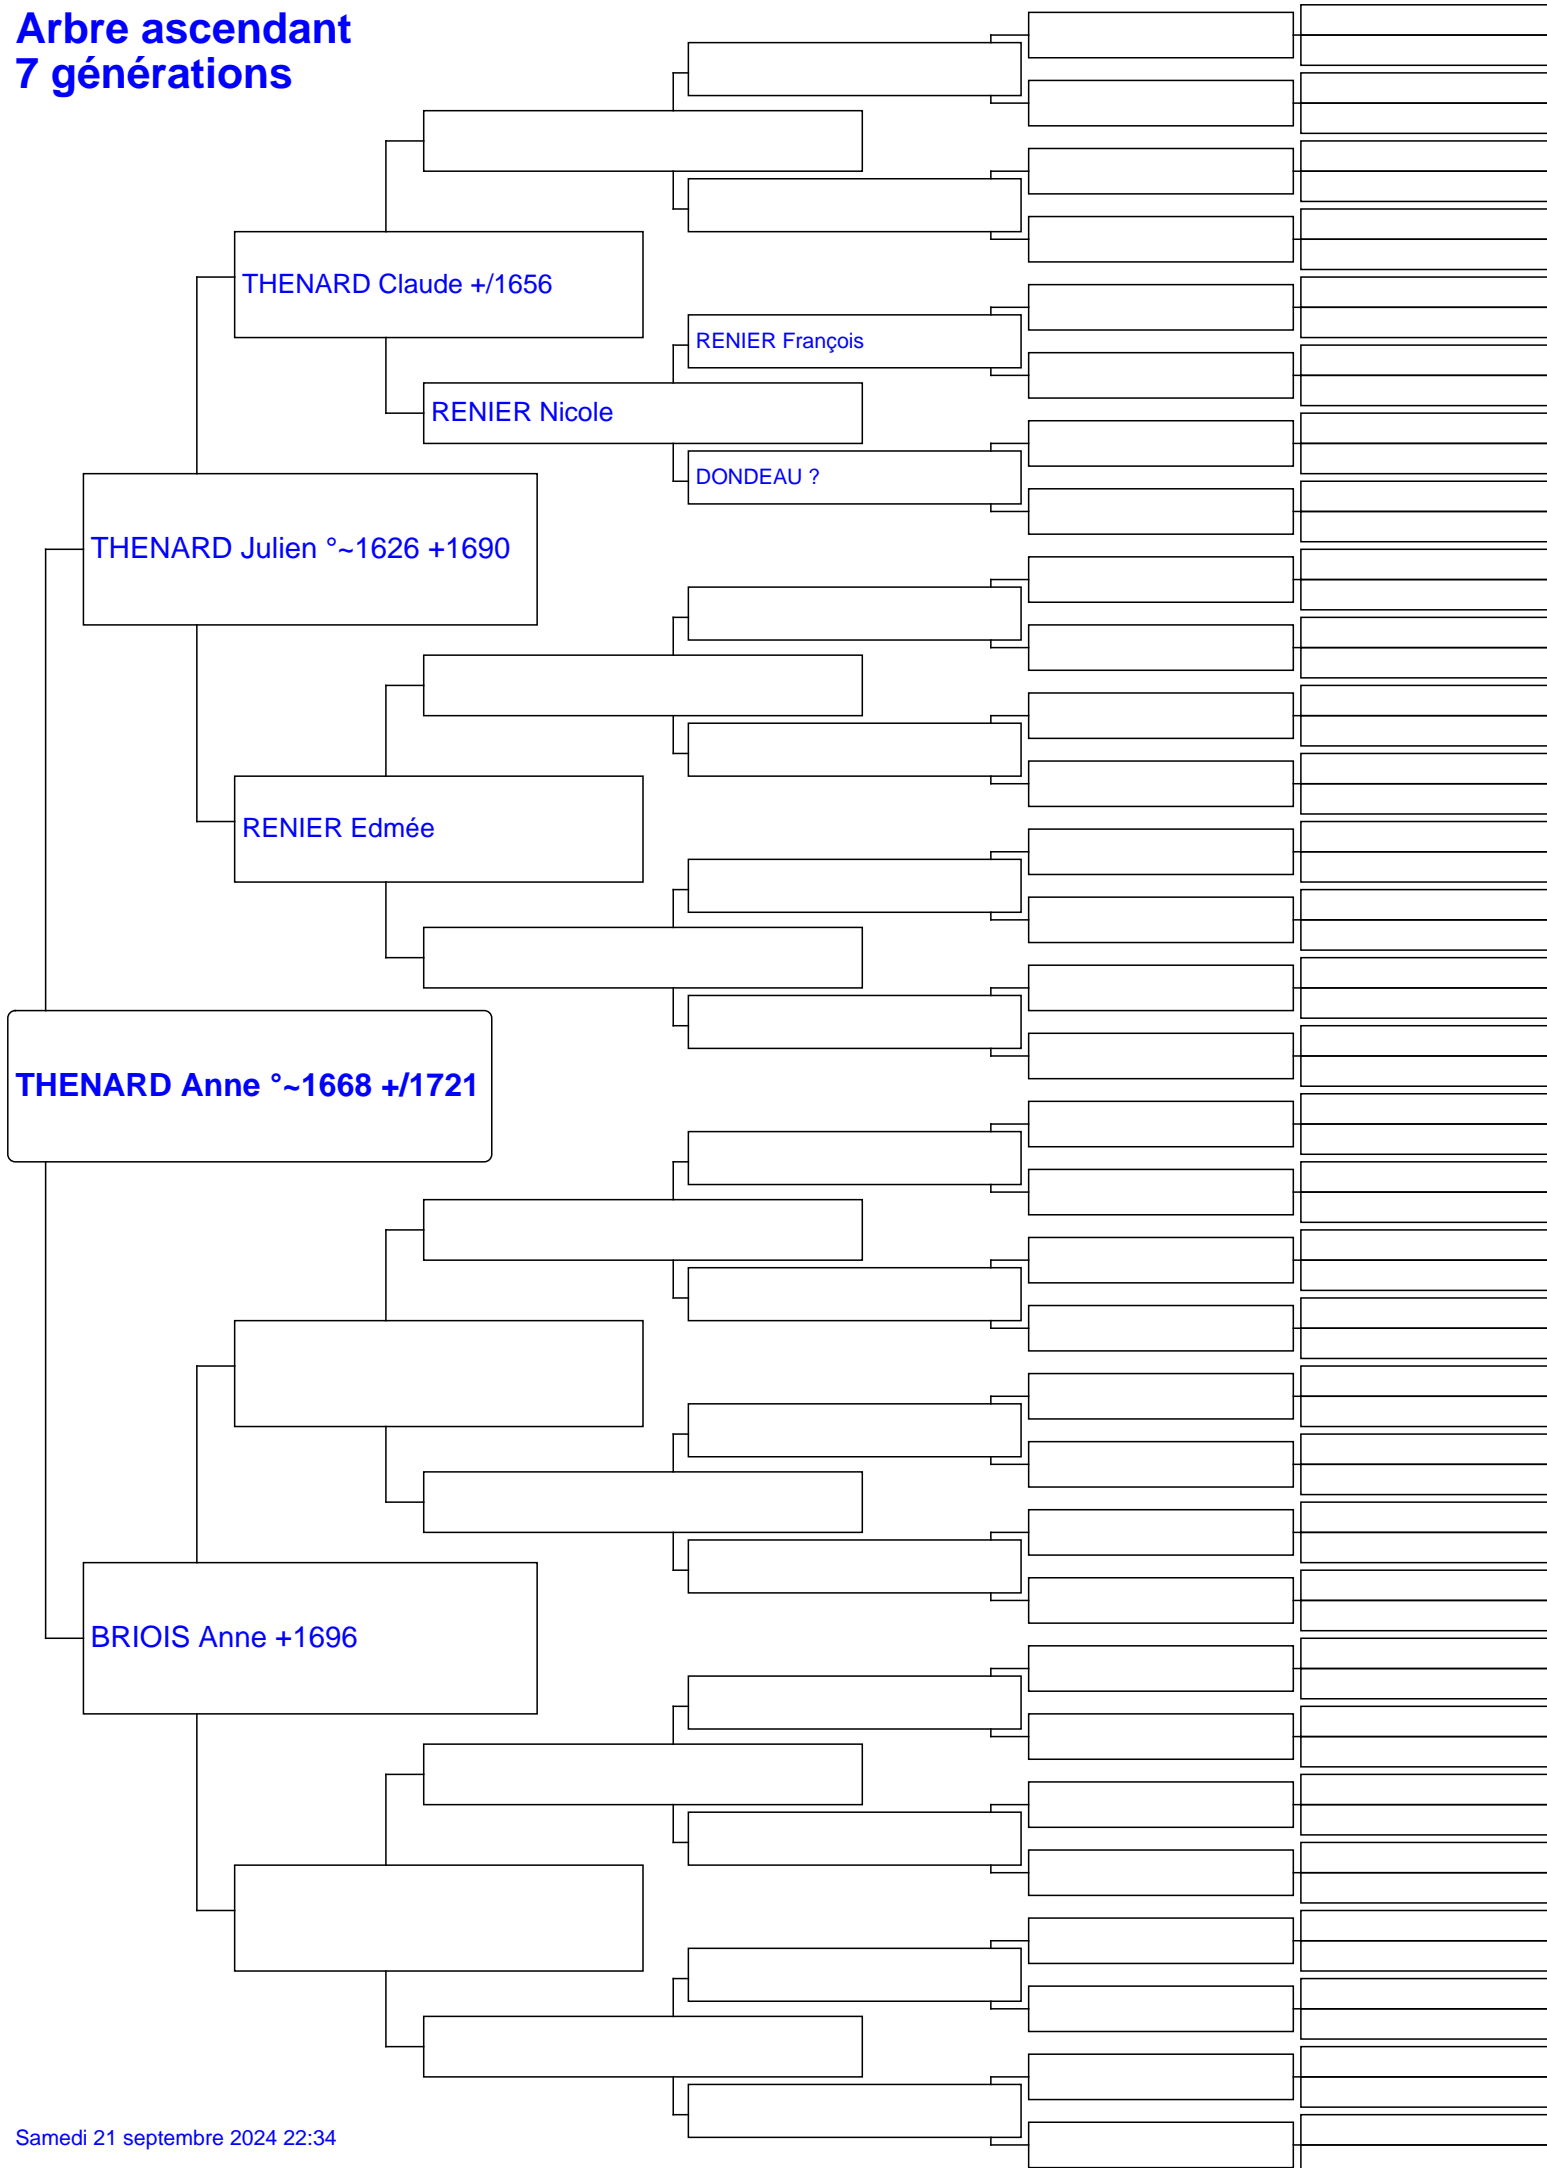 Arbre ascendant
7 générations
THENARD Claude +/1656
RENIER François
RENIER Nicole
DONDEAU ?
THENARD Julien °~1626 +1690
RENIER Edmée
THENARD Anne °~1668 +/1721
BRIOIS Anne +1696
Samedi 21 septembre 2024 22:34